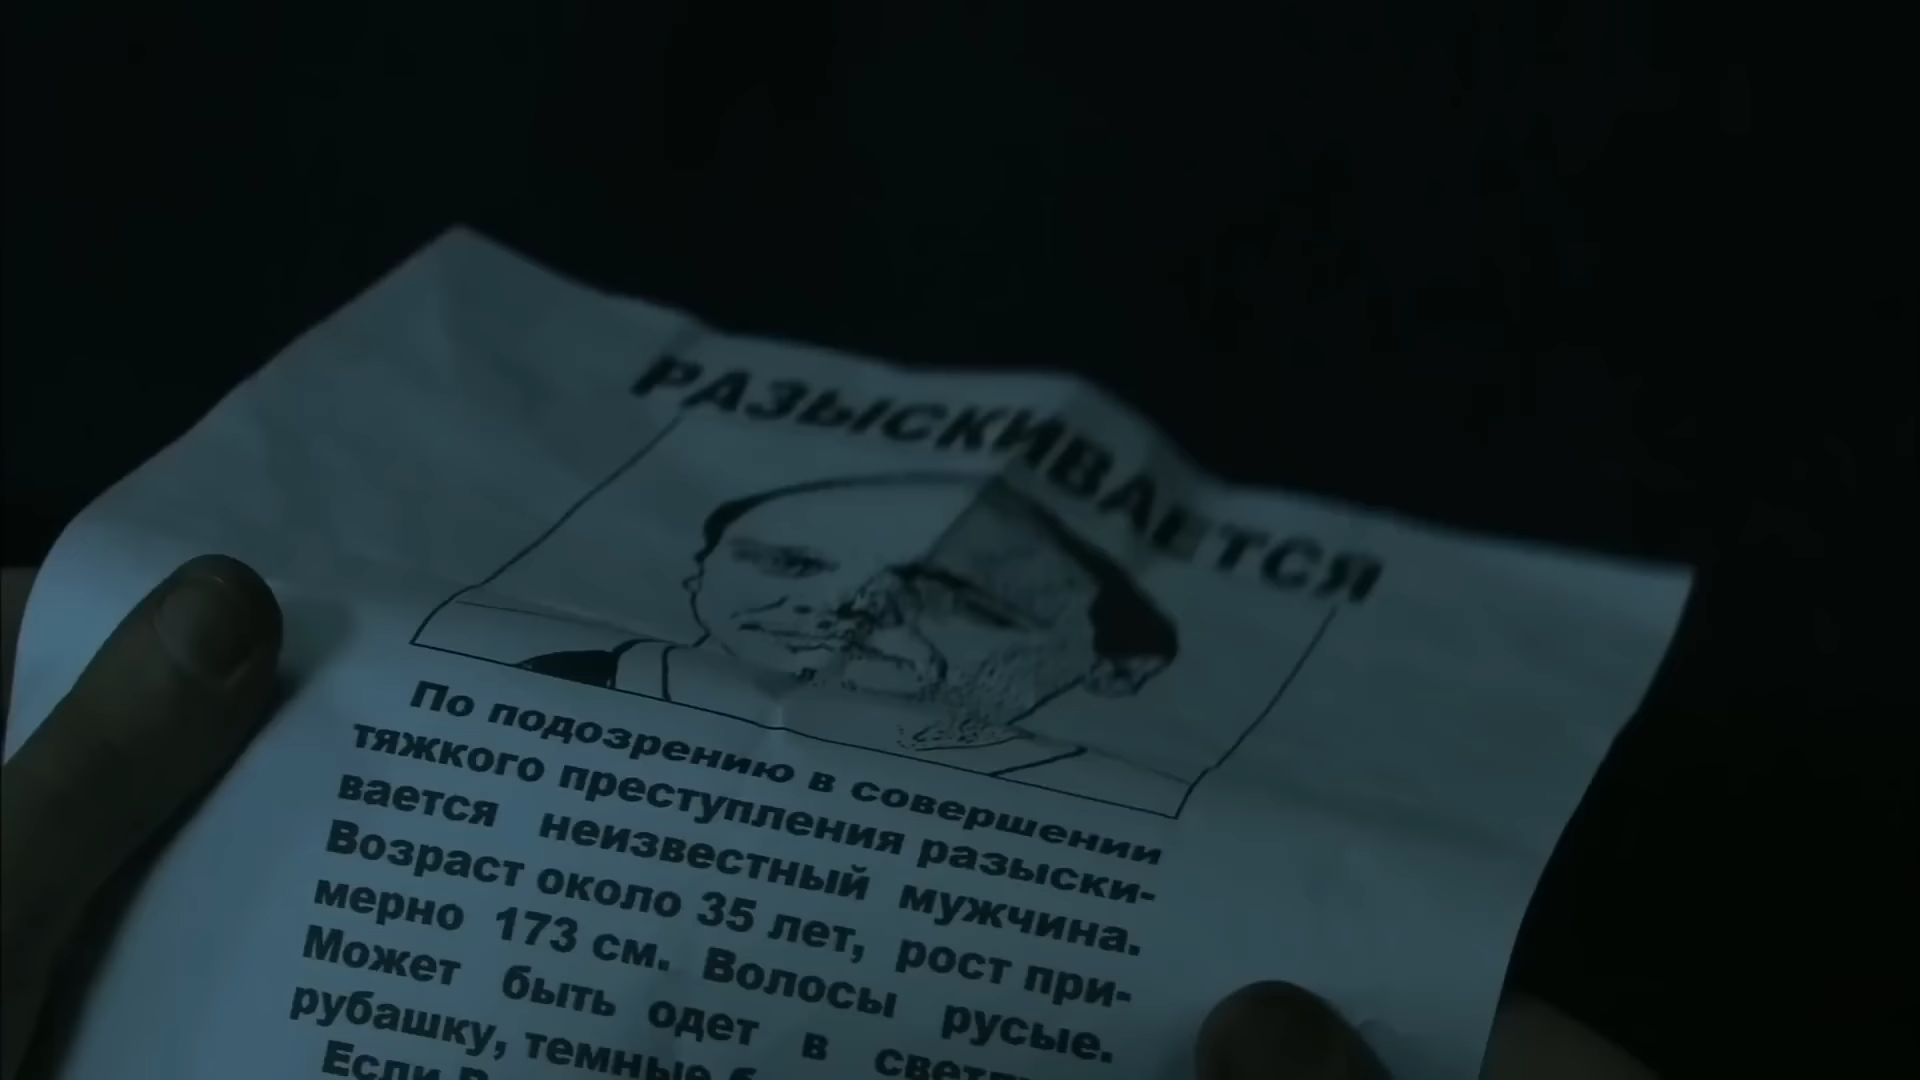 РАЗЫСКИВАЕТСЯ
По подозрению в совершении
тяжкого преступления разыски-
вается неизвестный мужчина.
Возраст около 35 лет, рост при-
мерно 173 см. Волосы русые.
Может быть одет в
рубашку, темные
Если